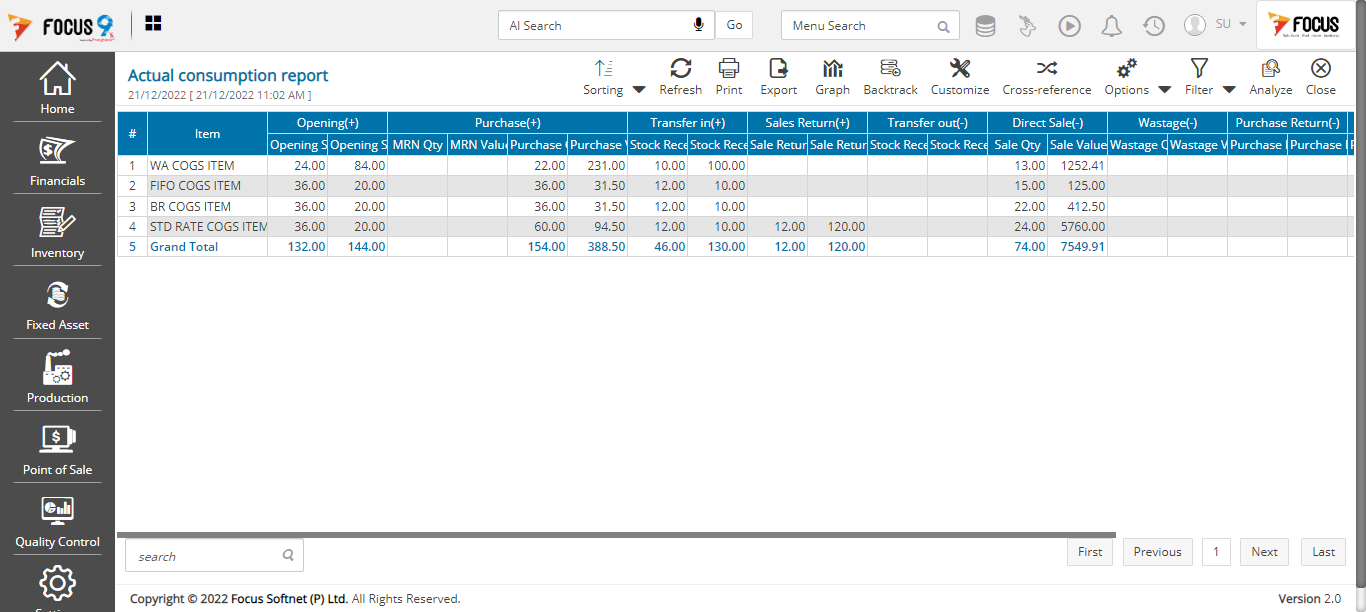 FOCUS 9
AI Search Go Menu Search SU FOCUS
Home
Financials
Inventory
Fixed Asset
Production
Point of Sale
Quality Control
Actual consumption report
21/12/2022 [ 21/12/2022 11:02 AM ]
Sorting Refresh Print Export Graph Backtrack Customize Cross-reference Options Filter Analyze Close
# Item Opening(+) Purchase(+) Transfer in(+) Sales Return(+) Transfer out(-) Direct Sale(-) Wastage(-) Purchase Return(-)
Opening S Opening S MRN Qty MRN Valu Purchase Purchase Stock Rece Stock Rece Sale Retur Sale Retur Stock Rece Stock Rece Sale Qty Sale Value Wastage Wastage Purchase Purchase
1 WA COGS ITEM 24.00 84.00 22.00 231.00 10.00 100.00 13.00 1252.41
2 FIFO COGS ITEM 36.00 20.00 36.00 31.50 12.00 10.00 15.00 125.00
3 BR COGS ITEM 36.00 20.00 36.00 31.50 12.00 10.00 22.00 412.50
4 STD RATE COGS ITEM 36.00 20.00 60.00 94.50 12.00 10.00 12.00 120.00 24.00 5760.00
5 Grand Total 132.00 144.00 154.00 388.50 46.00 130.00 12.00 120.00 74.00 7549.91
search First Previous 1 Next Last
Copyright © 2022 Focus Softnet (P) Ltd. All Rights Reserved. Version 2.0